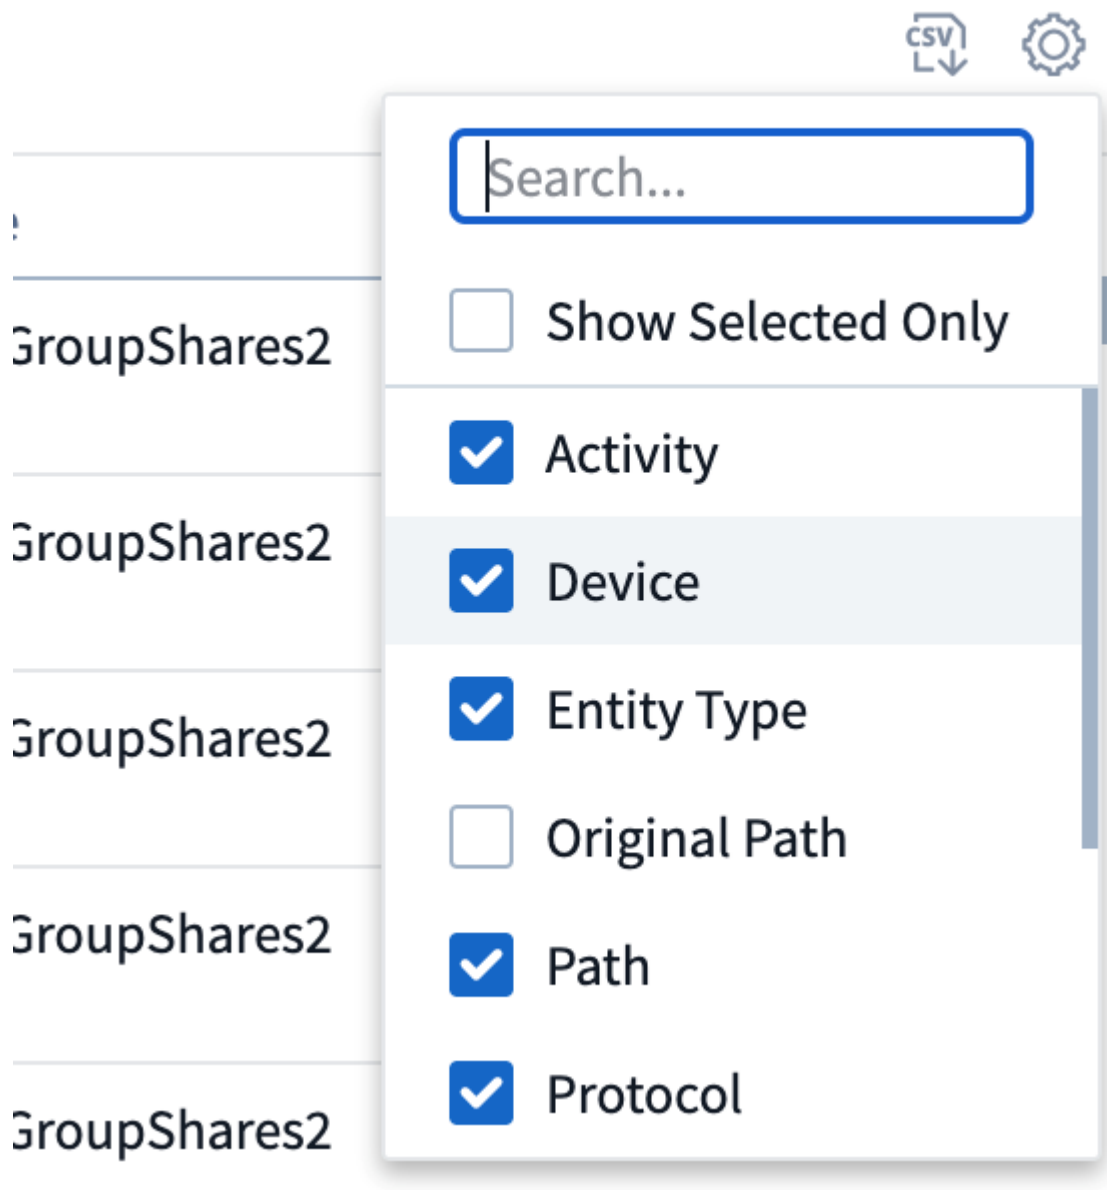 CSV
Search...
Show Selected Only
GroupShares2
Activity
GroupShares2
Device
Entity Type
GroupShares2
Original Path
GroupShares2
Path
Protocol
GroupShares2